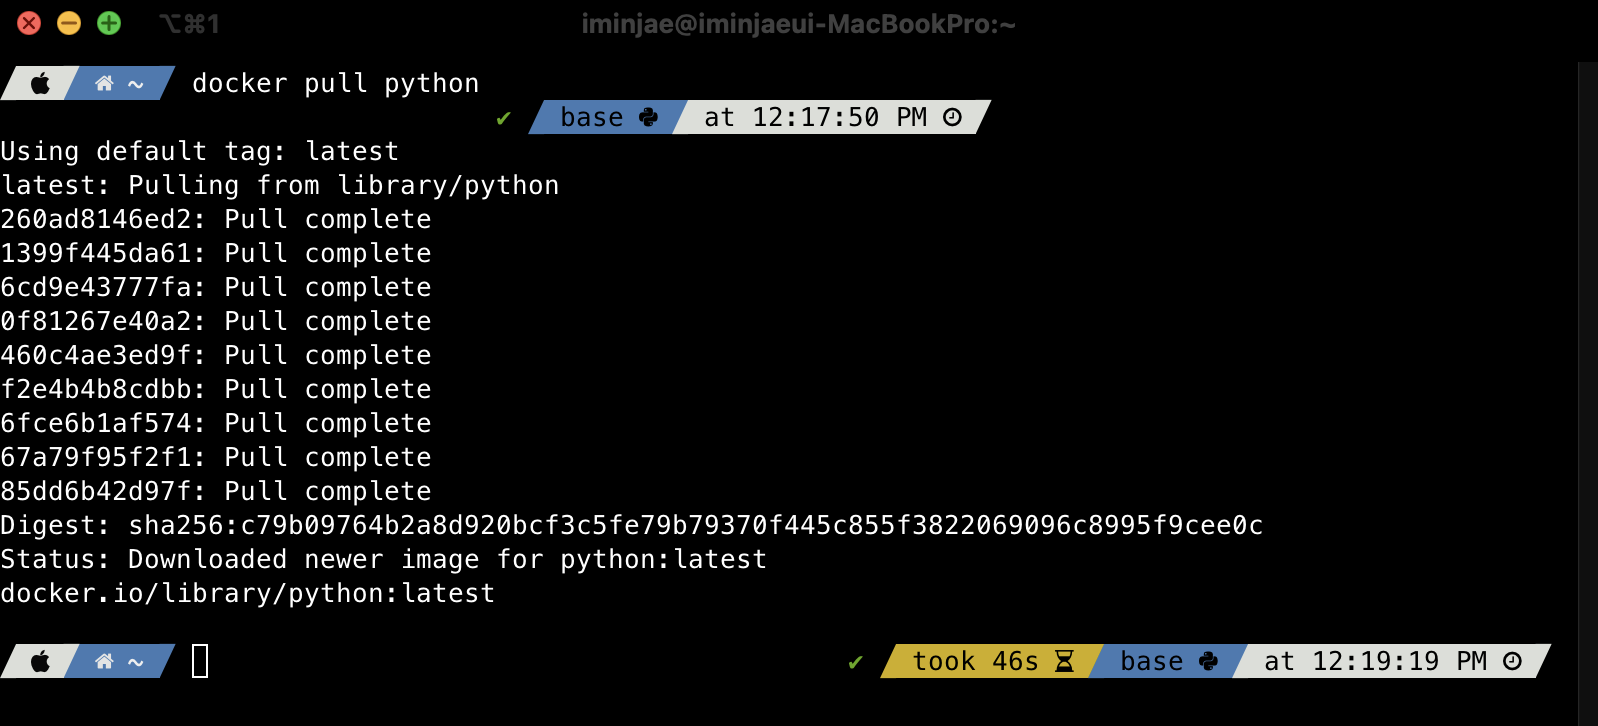 ⌥⌘1 iminjae@iminjaeui-MacBookPro:~
~ docker pull python
✔ base at 12:17:50 PM
Using default tag: latest
latest: Pulling from library/python
260ad8146ed2: Pull complete
1399f445da61: Pull complete
6cd9e43777fa: Pull complete
0f81267e40a2: Pull complete
460c4ae3ed9f: Pull complete
f2e4b4b8cdbb: Pull complete
6fce6b1af574: Pull complete
67a79f95f2f1: Pull complete
85dd6b42d97f: Pull complete
Digest: sha256:c79b09764b2a8d920bcf3c5fe79b79370f445c855f3822069096c8995f9cee0c
Status: Downloaded newer image for python:latest
docker.io/library/python:latest
~ ✔ took 46s base at 12:19:19 PM